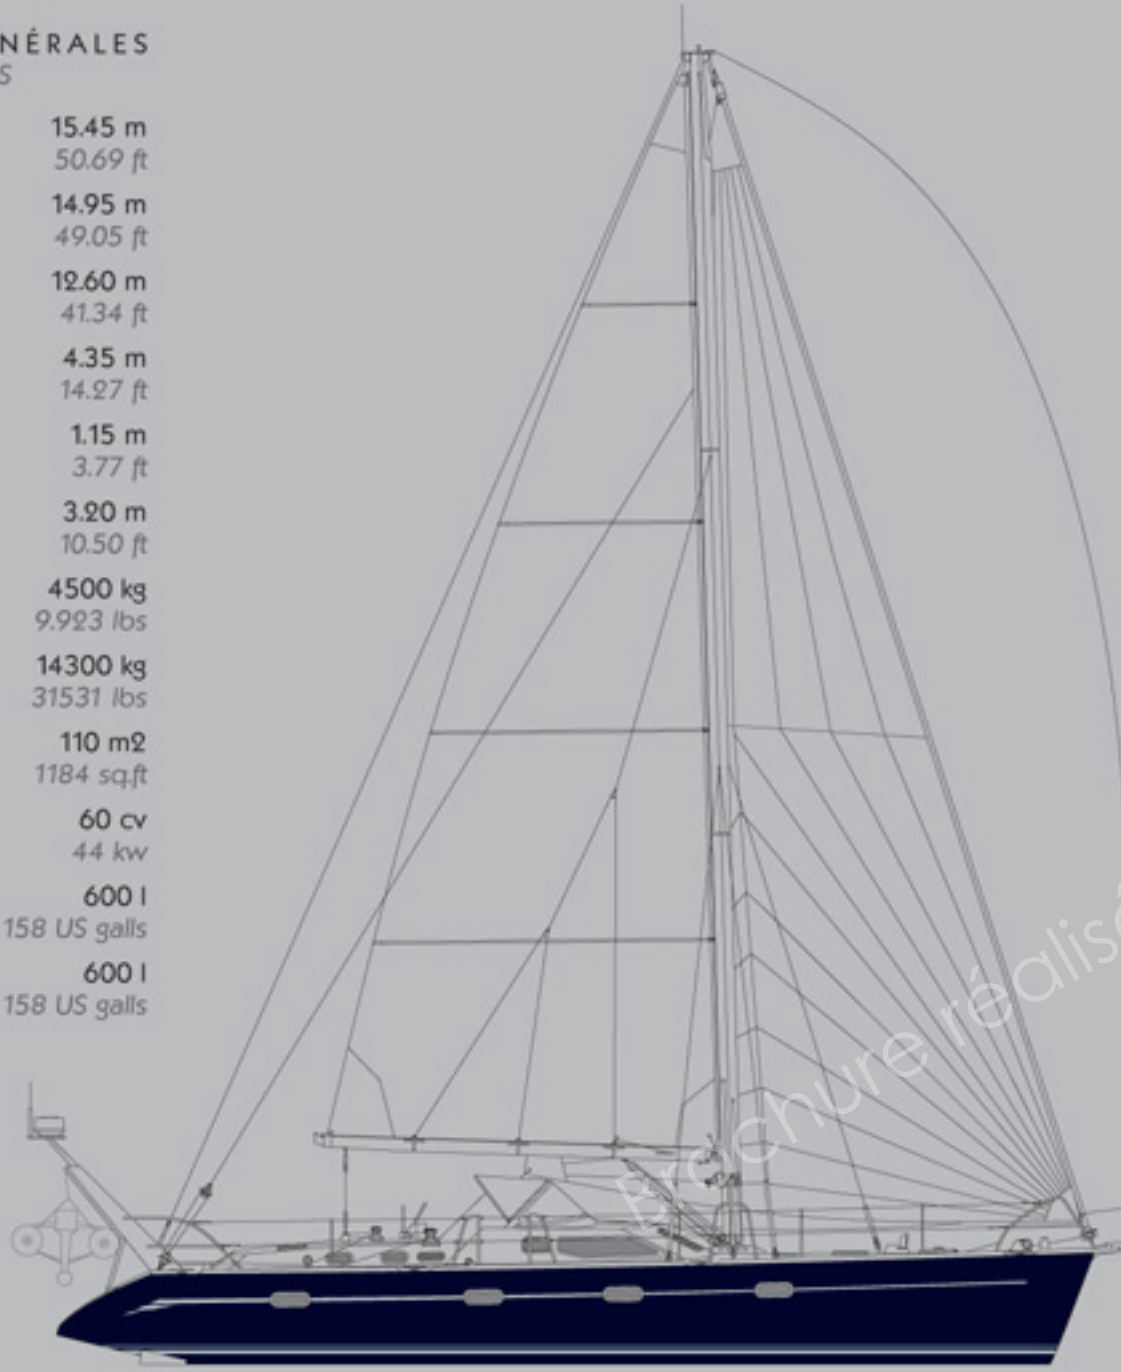 NÉRALES
S
15.45 m
50.69 ft
14.95 m
49.05 ft
12.60 m
41.34 ft
4.35 m
14.27 ft
1.15 m
3.77 ft
3.20 m
10.50 ft
4500 kg
9.923 lbs
14300 kg
31531 lbs
110 m2
1184 sq.ft
60 cv
44 kw
600 l
158 US galls
600 l
158 US galls
Brochure réalisé